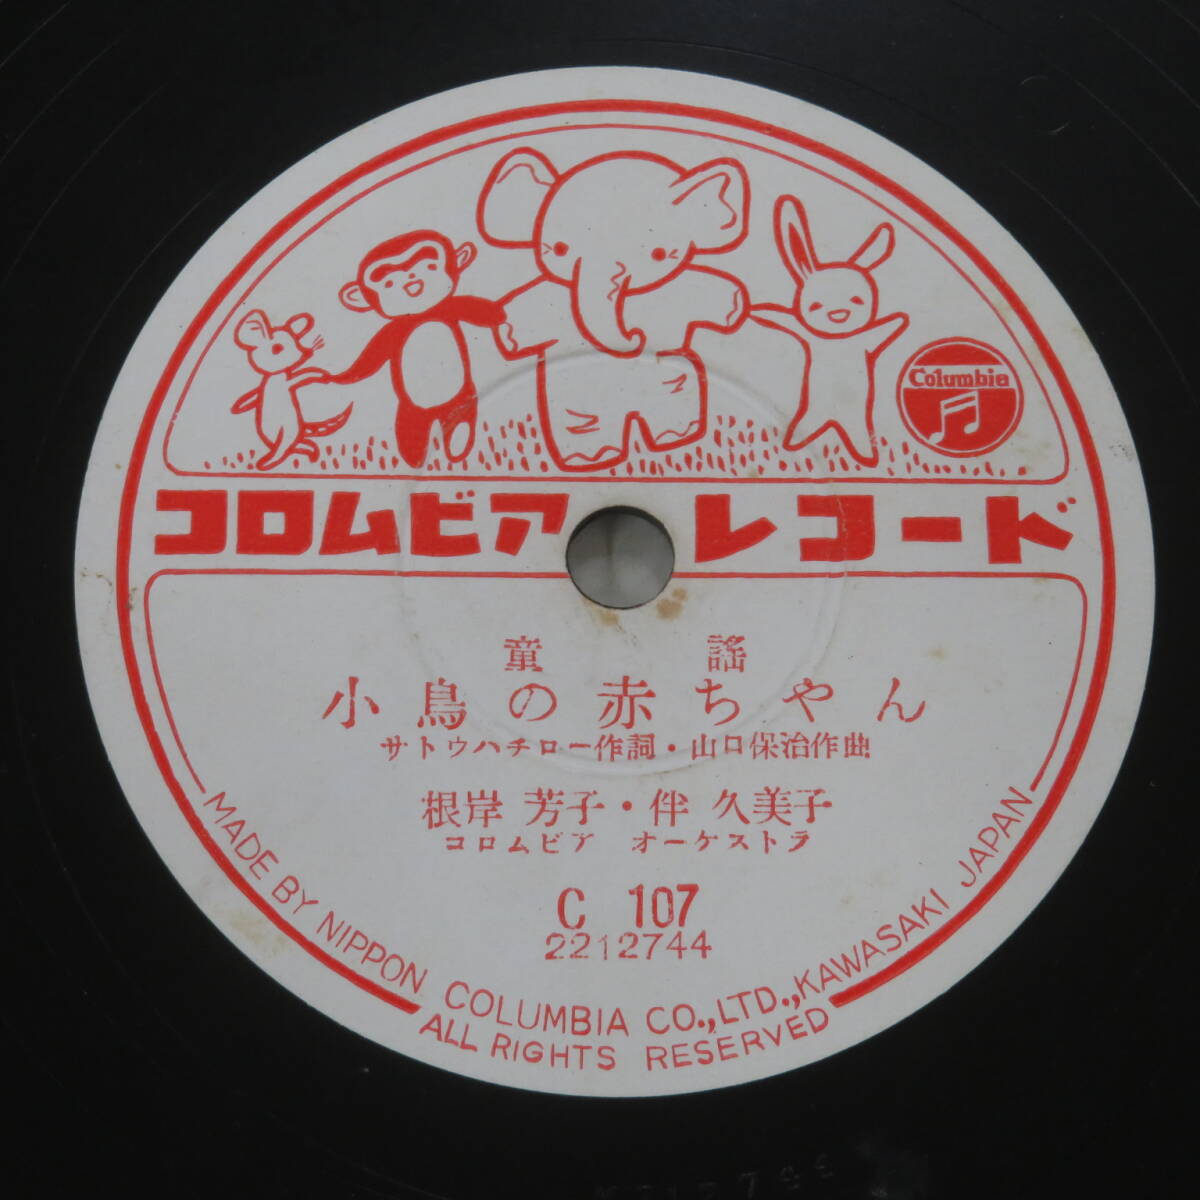 Columbia
コロムビア レコード
童謡
小鳥の赤ちゃん
サトウハチロー作詞・山口保治作曲
根岸 芳子・伴 久美子
コロムビア オーケストラ
C 107
2212744
MADE BY NIPPON COLUMBIA CO.,LTD.,KAWASAKI JAPAN
ALL RIGHTS RESERVED